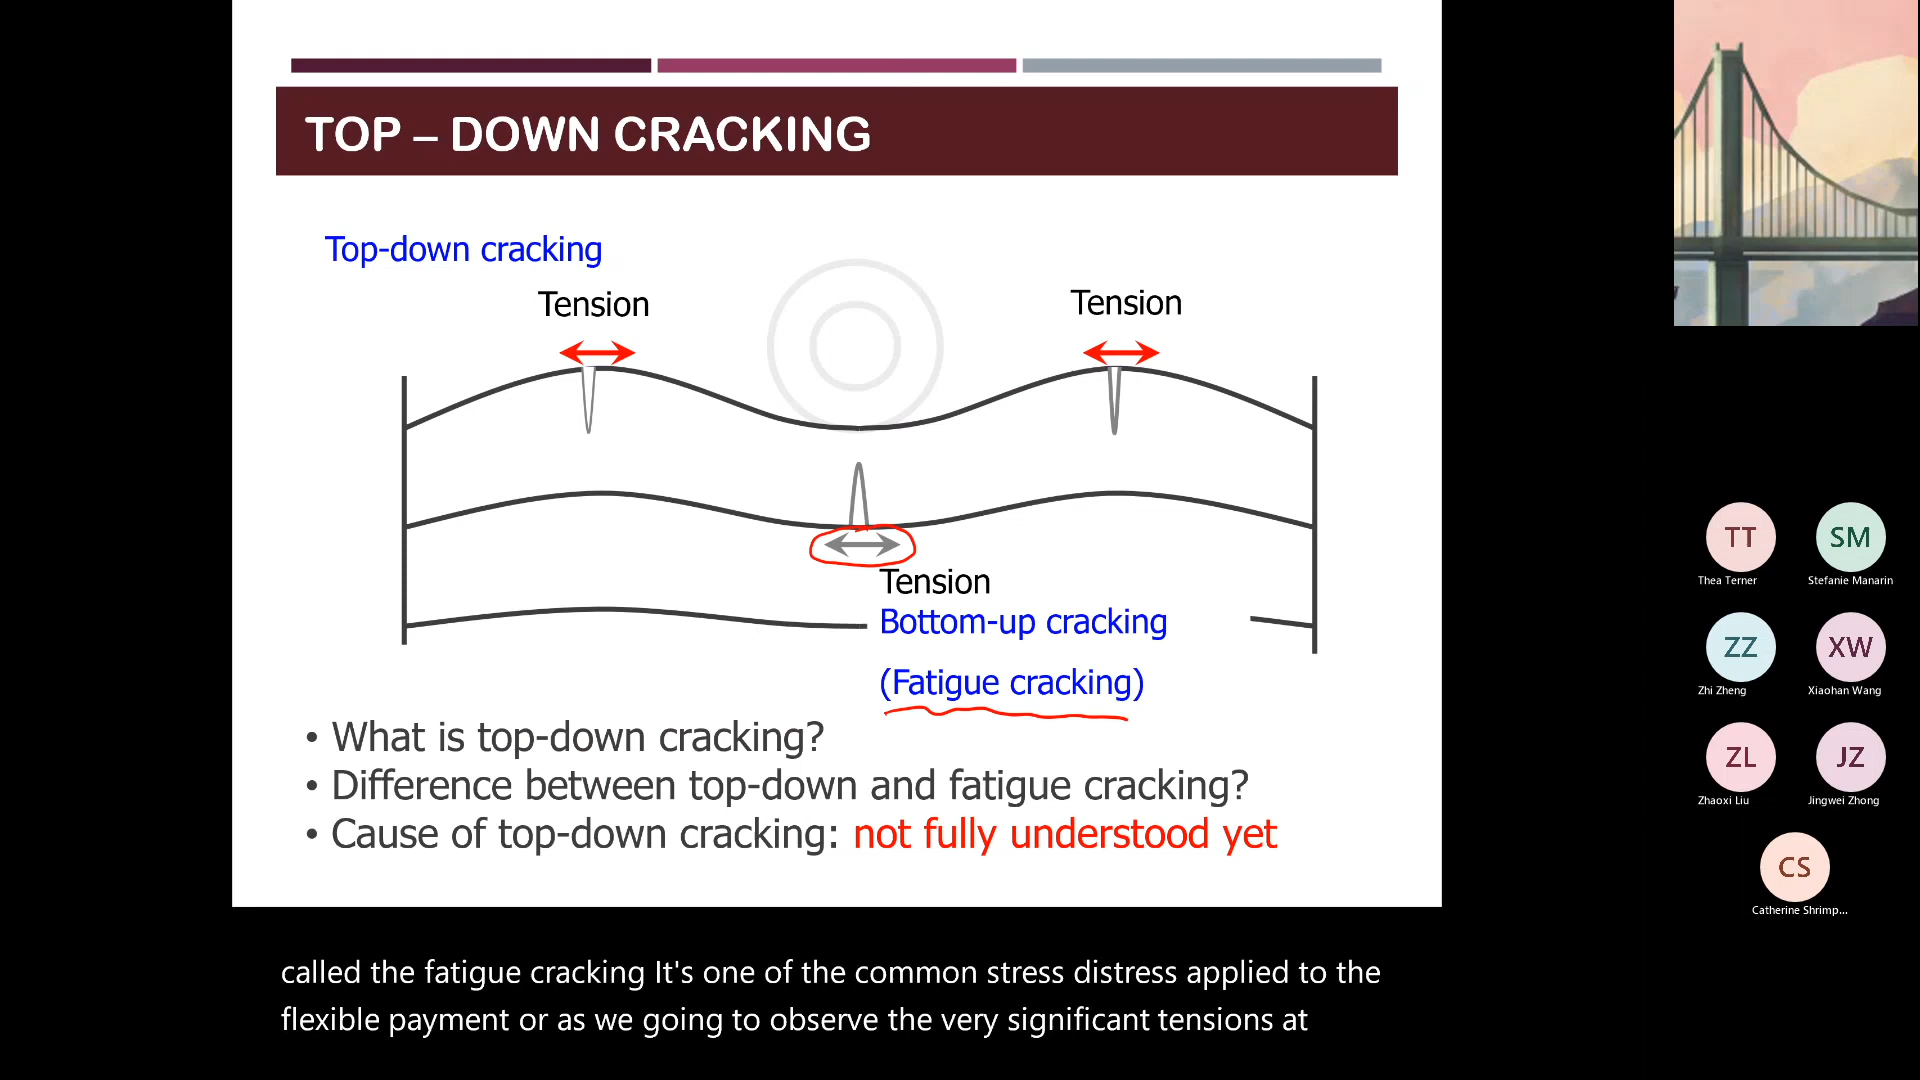 TOP – DOWN CRACKING
Top-down cracking
Tension
Tension
Tension
Bottom-up cracking
(Fatigue cracking)
• What is top-down cracking?
• Difference between top-down and fatigue cracking?
• Cause of top-down cracking: not fully understood yet
called the fatigue cracking It's one of the common stress distress applied to the
flexible payment or as we going to observe the very significant tensions at
TT
Thea Terner
SM
Stefanie Manarin
ZZ
Zhi Zheng
XW
Xiaohan Wang
ZL
Zhaoxi Liu
JZ
Jingwei Zhong
CS
Catherine Shrimp...